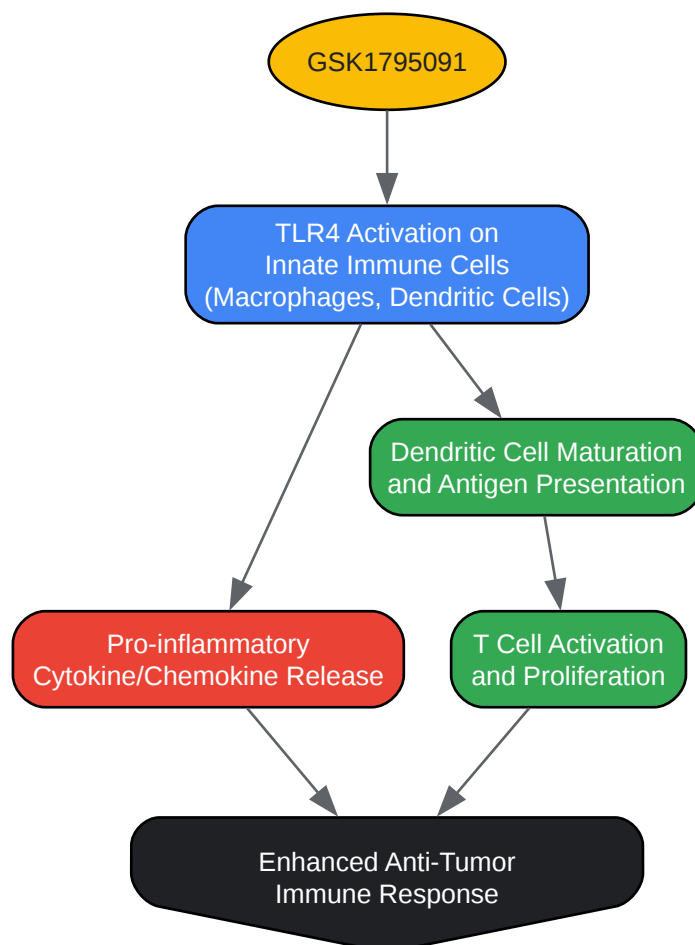 GSK1795091
TLR4 Activation on
Innate Immune Cells
(Macrophages, Dendritic Cells)
Dendritic Cell Maturation
and Antigen Presentation
Pro-inflammatory
Cytokine/Chemokine Release
T Cell Activation
and Proliferation
Enhanced Anti-Tumor
Immune Response